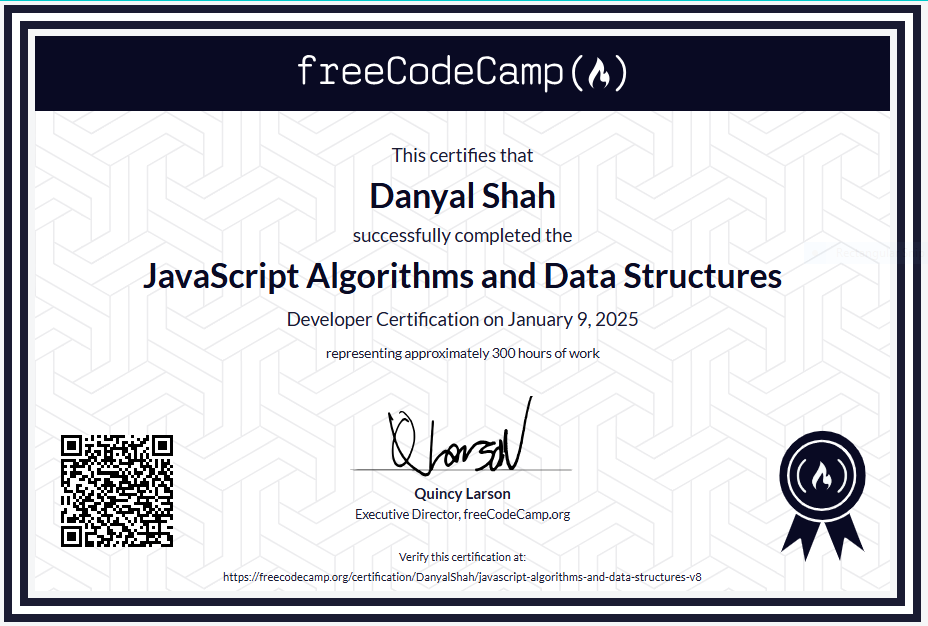 freeCodeCamp
This certifies that
Danyal Shah
successfully completed the
JavaScript Algorithms and Data Structures
Developer Certification on January 9, 2025
representing approximately 300 hours of work
Q Larson
Quincy Larson
Executive Director, freeCodeCamp.org
Verify this certification at:
https://freecodecamp.org/certification/DanyalShah/javascript-algorithms-and-data-structures-v8